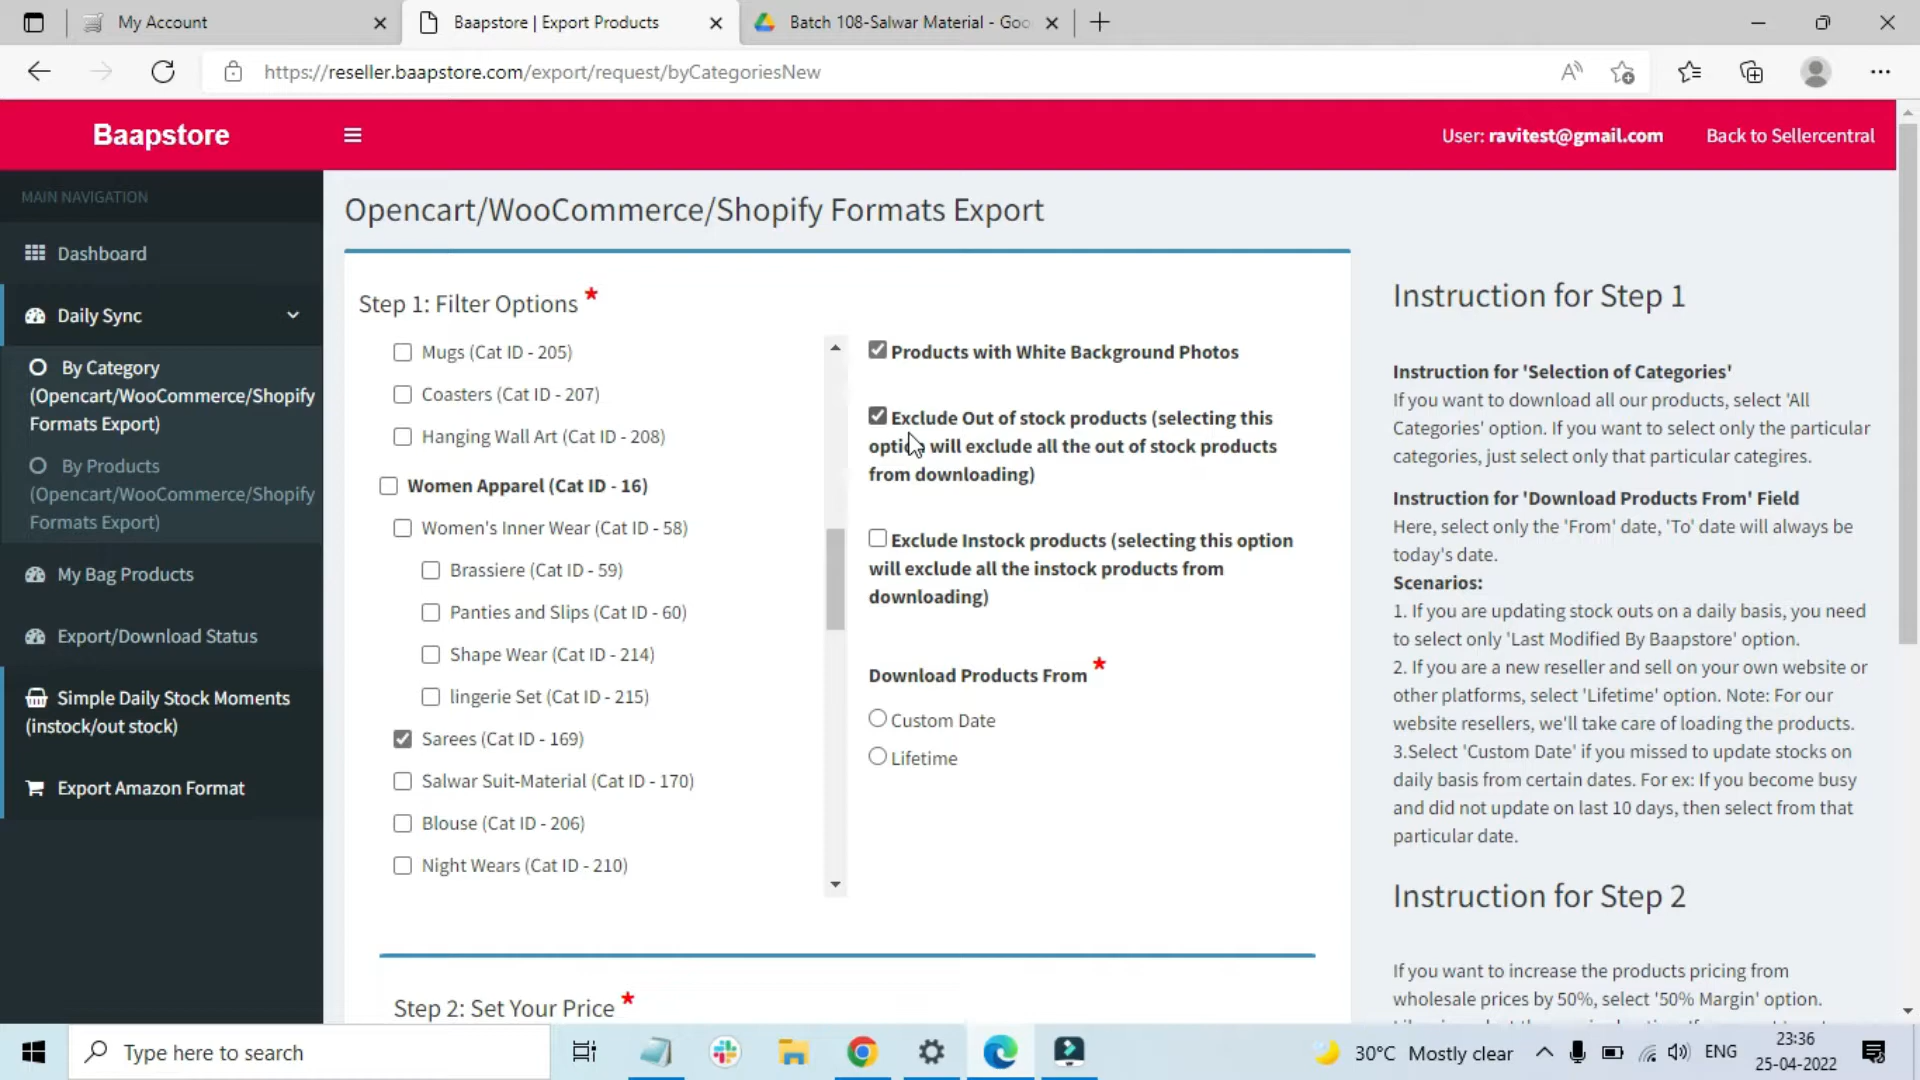 My Account
Baapstore | Export Products
Batch 108-Salwar Material - Goo
https://reseller.baapstore.com/export/request/byCategoriesNew
Baapstore
User: ravitest@gmail.com
Back to Sellercentral
MAIN NAVIGATION
Dashboard
Daily Sync
By Category
(Opencart/WooCommerce/Shopify
Formats Export)
By Products
(Opencart/WooCommerce/Shopify
Formats Export)
My Bag Products
Export/Download Status
Simple Daily Stock Moments
(instock/out stock)
Export Amazon Format
Opencart/WooCommerce/Shopify Formats Export
Step 1: Filter Options *
Mugs (Cat ID - 205)
Coasters (Cat ID - 207)
Hanging Wall Art (Cat ID - 208)
Women Apparel (Cat ID - 16)
Women's Inner Wear (Cat ID - 58)
Brassiere (Cat ID - 59)
Panties and Slips (Cat ID - 60)
Shape Wear (Cat ID - 214)
lingerie Set (Cat ID - 215)
Sarees (Cat ID - 169)
Salwar Suit-Material (Cat ID - 170)
Blouse (Cat ID - 206)
Night Wears (Cat ID - 210)
Products with White Background Photos
Exclude Out of stock products (selecting this
option will exclude all the out of stock products
from downloading)
Exclude Instock products (selecting this option
will exclude all the instock products from
downloading)
Download Products From *
Custom Date
Lifetime
Step 2: Set Your Price *
Instruction for Step 1
Instruction for 'Selection of Categories'
If you want to download all our products, select 'All
Categories' option. If you want to select only the particular
categories, just select only that particular categires.
Instruction for 'Download Products From' Field
Here, select only the 'From' date, 'To' date will always be
today's date.
Scenarios:
1. If you are updating stock outs on a daily basis, you need
to select only 'Last Modified By Baapstore' option.
2. If you are a new reseller and sell on your own website or
other platforms, select 'Lifetime' option. Note: For our
website resellers, we'll take care of loading the products.
3.Select 'Custom Date' if you missed to update stocks on
daily basis from certain dates. For ex: If you become busy
and did not update on last 10 days, then select from that
particular date.
Instruction for Step 2
If you want to increase the products pricing from
wholesale prices by 50%, select '50% Margin' option.
Type here to search
30°C Mostly clear
ENG
23:36
25-04-2022